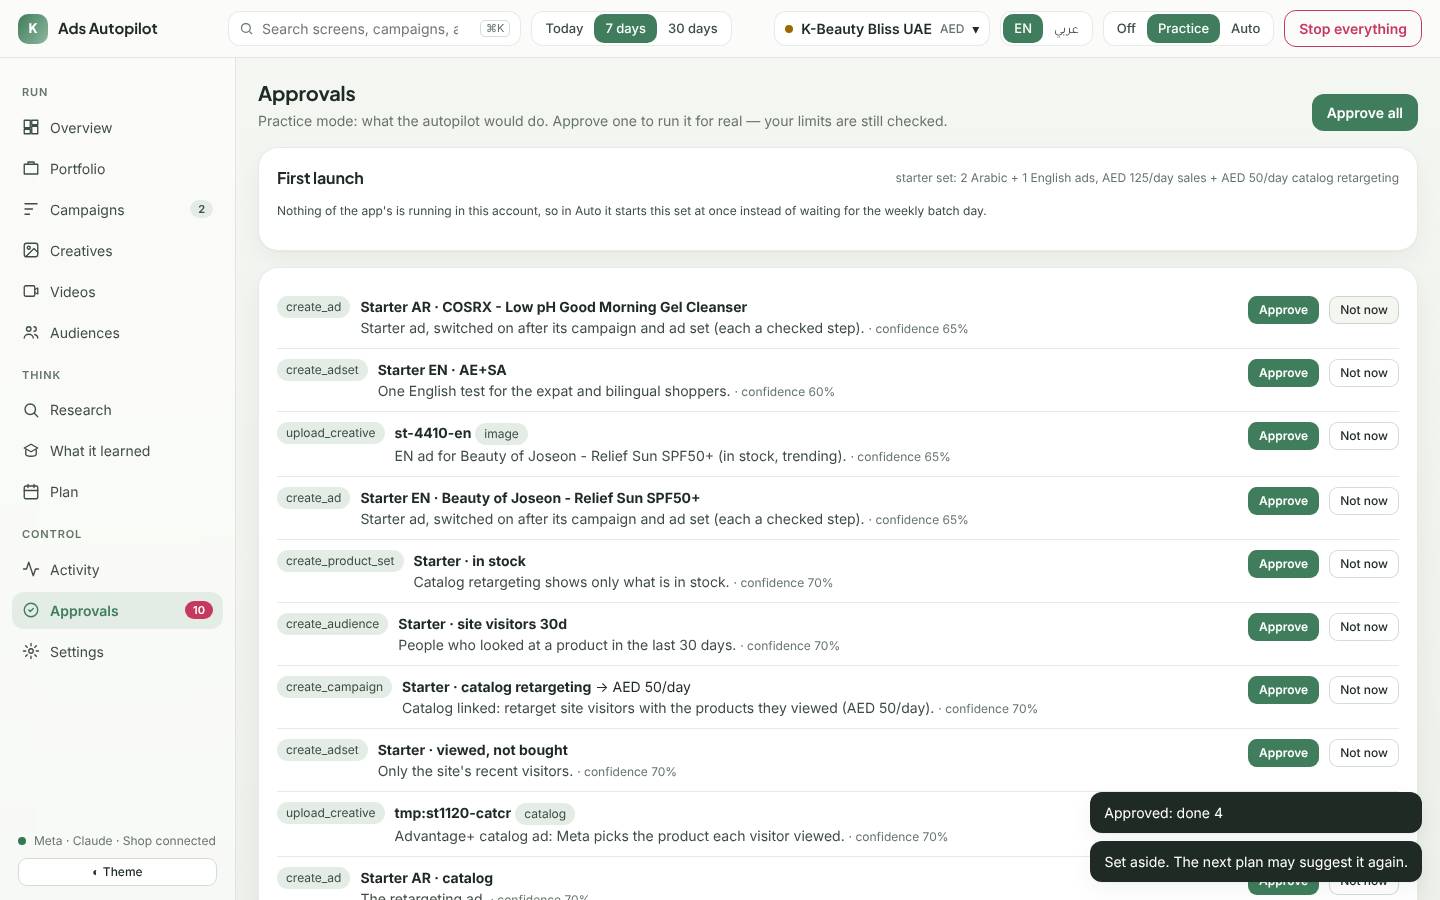 K Ads Autopilot
Search screens, campaigns, a ⌘K
Today 7 days 30 days
K-Beauty Bliss UAE AED ▾
EN عربي
Off Practice Auto
Stop everything
RUN
Overview
Portfolio
Campaigns 2
Creatives
Videos
Audiences
THINK
Research
What it learned
Plan
CONTROL
Activity
Approvals 10
Settings
Meta · Claude · Shop connected
Theme
Approvals
Practice mode: what the autopilot would do. Approve one to run it for real — your limits are still checked.
Approve all
First launch
starter set: 2 Arabic + 1 English ads, AED 125/day sales + AED 50/day catalog retargeting
Nothing of the app's is running in this account, so in Auto it starts this set at once instead of waiting for the weekly batch day.
create_ad Starter AR · COSRX - Low pH Good Morning Gel Cleanser Approve Not now
Starter ad, switched on after its campaign and ad set (each a checked step). · confidence 65%
create_adset Starter EN · AE+SA Approve Not now
One English test for the expat and bilingual shoppers. · confidence 60%
upload_creative st-4410-en image Approve Not now
EN ad for Beauty of Joseon - Relief Sun SPF50+ (in stock, trending). · confidence 65%
create_ad Starter EN · Beauty of Joseon - Relief Sun SPF50+ Approve Not now
Starter ad, switched on after its campaign and ad set (each a checked step). · confidence 65%
create_product_set Starter · in stock Approve Not now
Catalog retargeting shows only what is in stock. · confidence 70%
create_audience Starter · site visitors 30d Approve Not now
People who looked at a product in the last 30 days. · confidence 70%
create_campaign Starter · catalog retargeting → AED 50/day Approve Not now
Catalog linked: retarget site visitors with the products they viewed (AED 50/day). · confidence 70%
create_adset Starter · viewed, not bought Approve Not now
Only the site's recent visitors. · confidence 70%
upload_creative tmp:st1120-catcr catalog
Advantage+ catalog ad: Meta picks the product each visitor viewed. · confidence 70%
create_ad Starter AR · catalog Approve Not now
The retargeting ad. · confidence 70%
Approved: done 4
Set aside. The next plan may suggest it again.